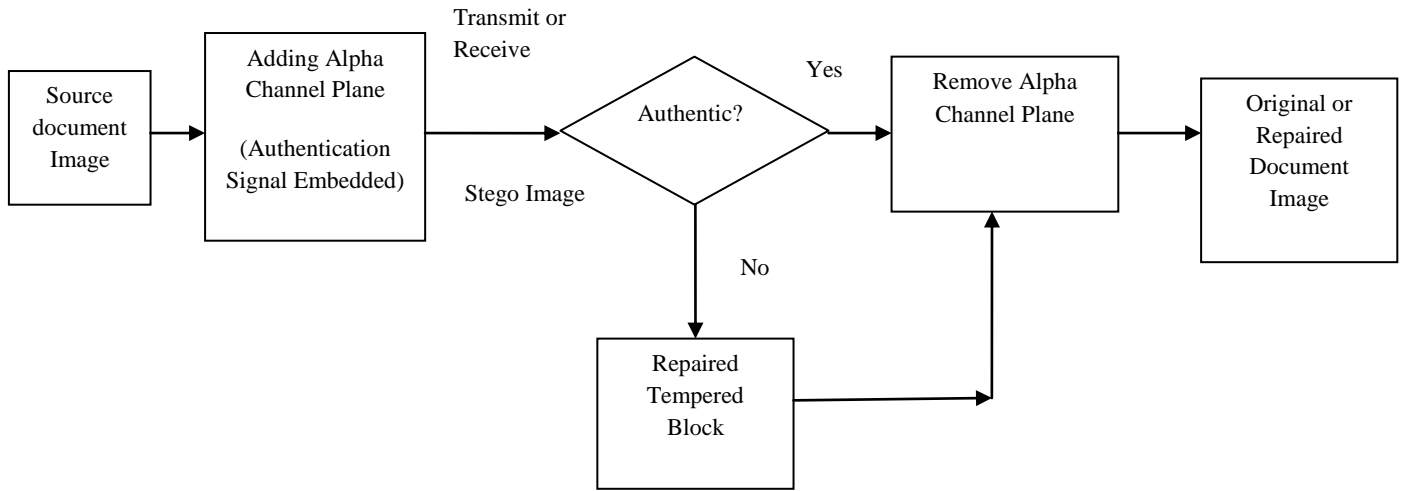 Source
document
Image
Adding Alpha
Channel Plane
(Authentication
Signal Embedded)
Transmit or
Receive
Stego Image
Authentic?
Yes
No
Repaired
Tempered
Block
Remove Alpha
Channel Plane
Original or
Repaired
Document
Image